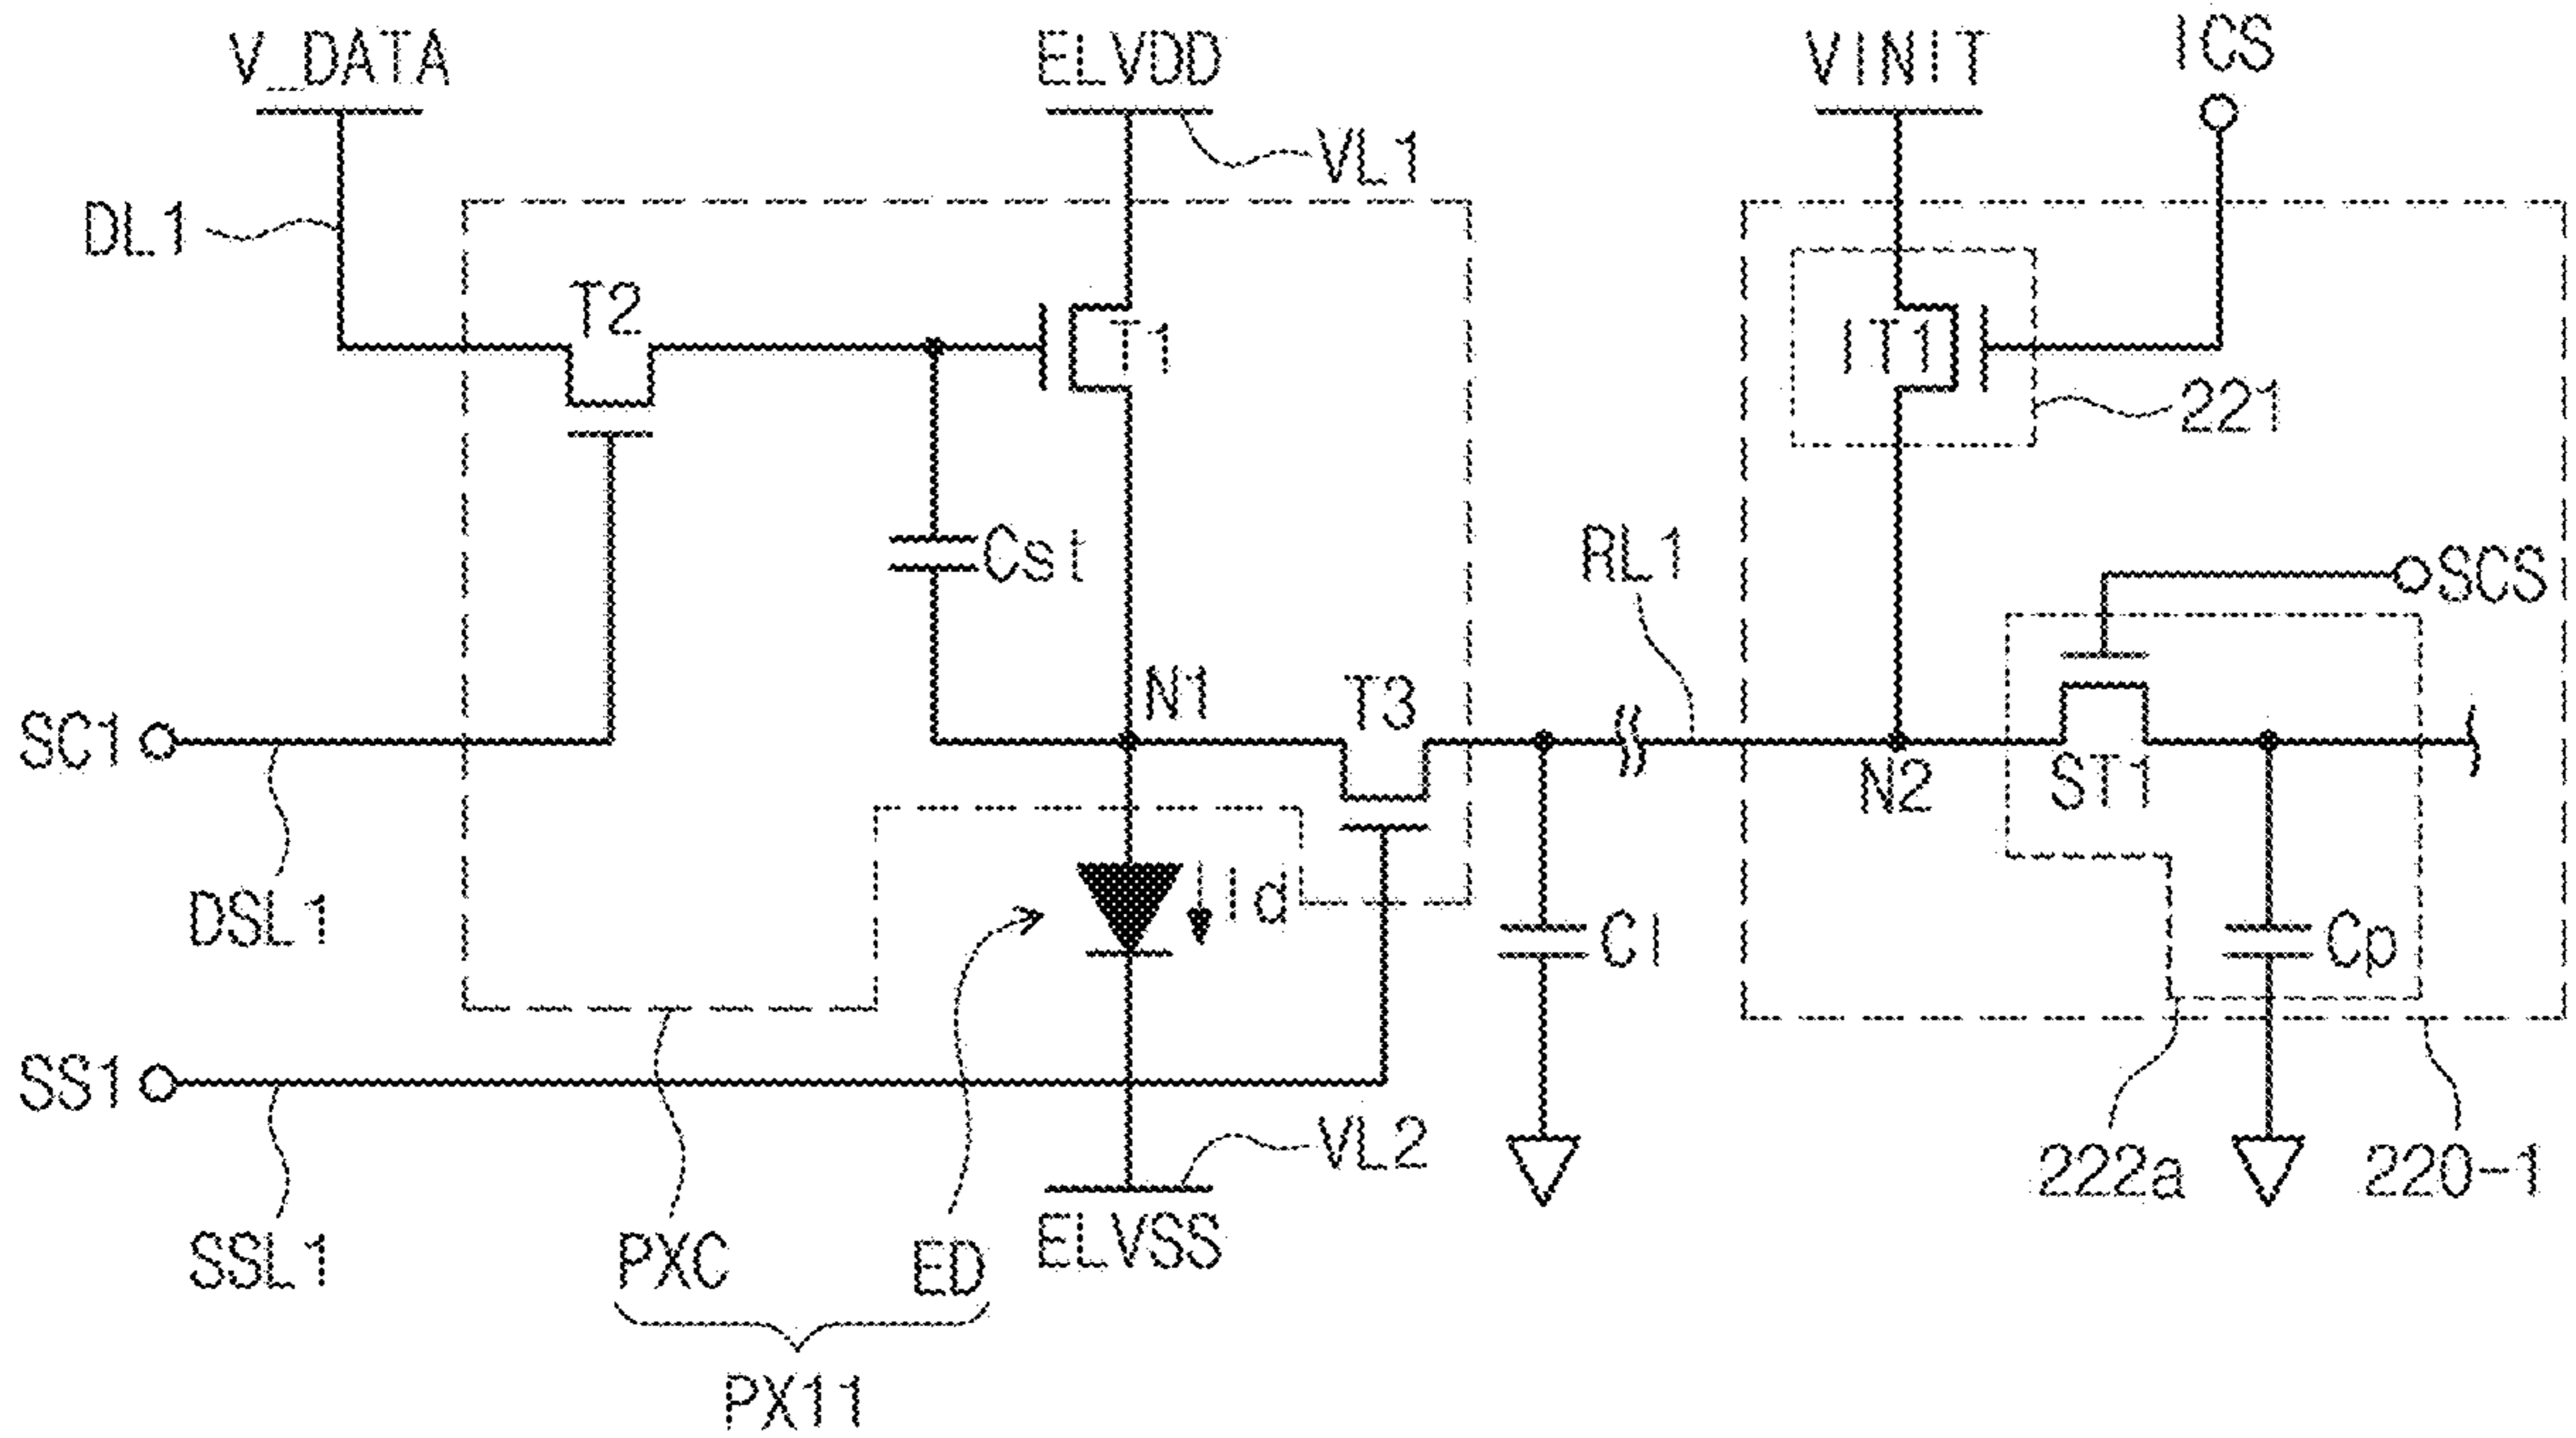 V_DATA
ELVDD
VINIT
ICS
VL1
DL1
T2
T1
IT1
221
Cst
RL1
SCS
N1
T3
SC1
N2
ST1
Id
DSL1
Cl
Cp
SS1
VL2
222a
220-1
SSL1
PXC
ED
ELVSS
PX11